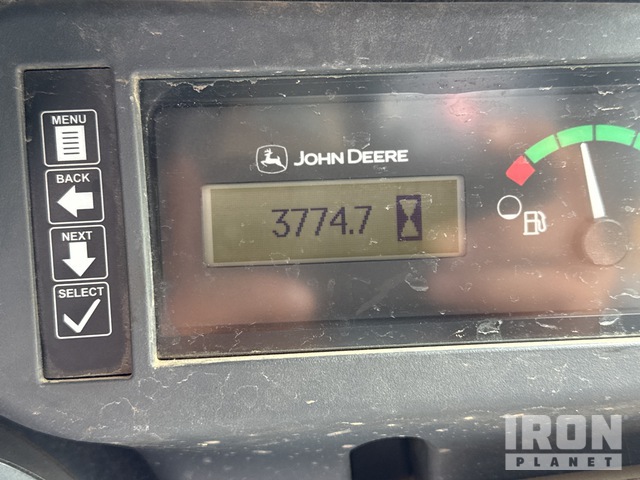 MENU
BACK
NEXT
SELECT
JOHN DEERE
3774.7
IRON
PLANET